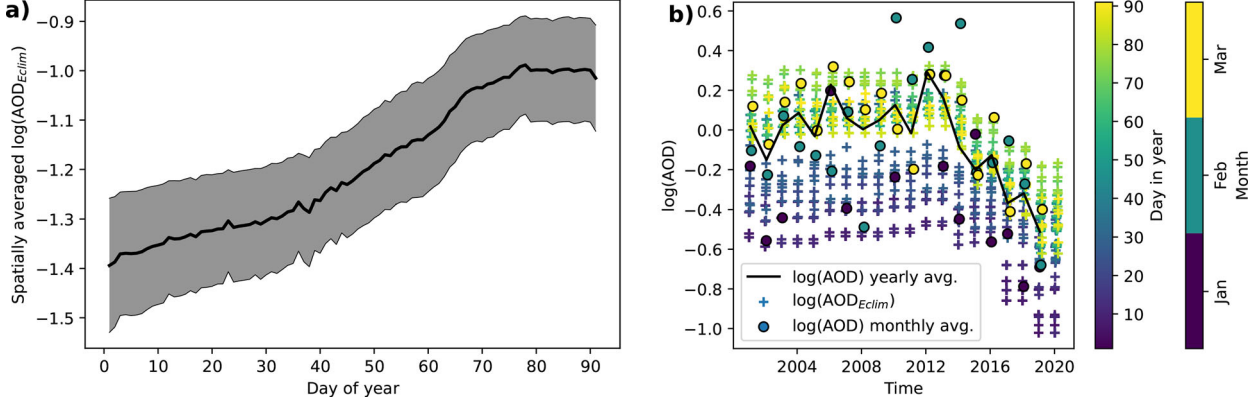 a)
Spatially averaged log(AOD_Eclim)
−0.9
−1.0
−1.1
−1.2
−1.3
−1.4
−1.5
0 10 20 30 40 50 60 70 80 90
Day of year
b)
log(AOD)
0.6
0.4
0.2
0.0
−0.2
−0.4
−0.6
−0.8
−1.0
log(AOD) yearly avg.
log(AOD_Eclim)
log(AOD) monthly avg.
2004 2008 2012 2016 2020
Time
90
80
70
60
50
40
30
20
10
Day in year
Mar
Feb
Jan
Month